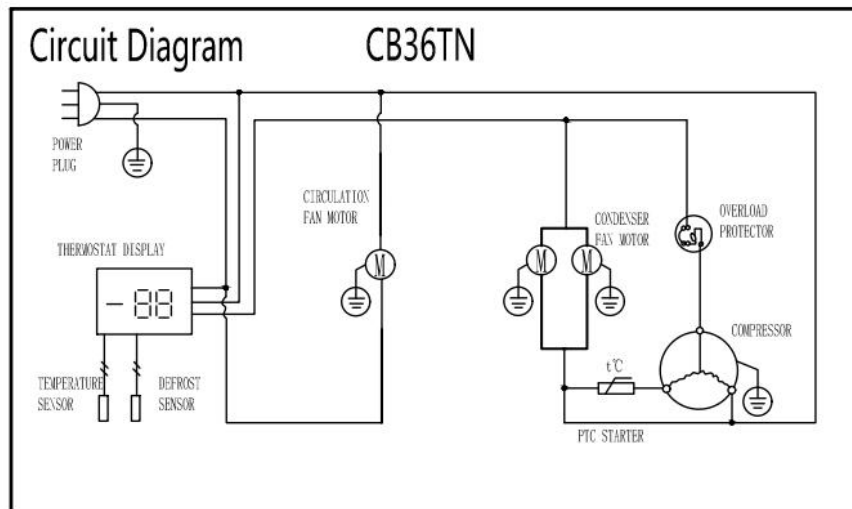 Circuit Diagram
CB36TN
POWER
PLUG
CIRCULATION
FAN MOTOR
CONDENSER
FAN MOTOR
OVERLOAD
PROTECTOR
THERMOSTAT DISPLAY
M
M
M
-88
COMPRESSOR
t℃
TEMPERATURE
SENSOR
DEFROST
SENSOR
PTC STARTER